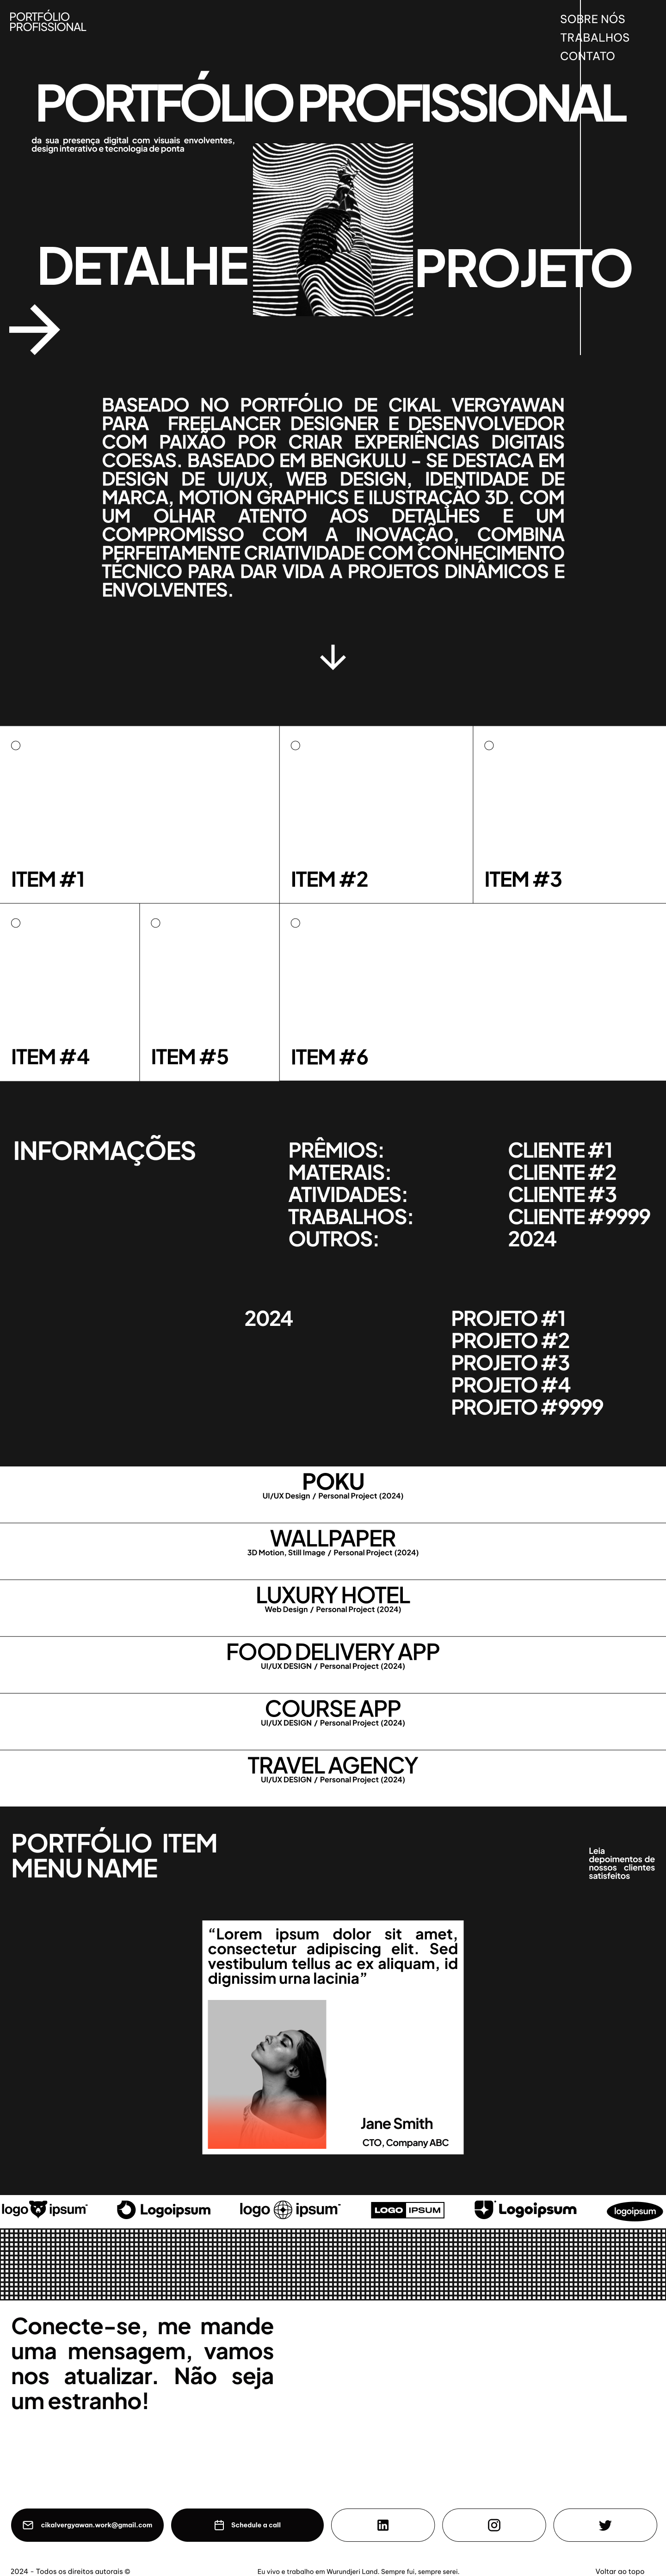 PORTFÓLIO
PROFISSIONAL
SOBRE NÓS
TRABALHOS
CONTATO
PORTFÓLIO PROFISSIONAL
da sua presença digital com visuais envolventes,
design interativo e tecnologia de ponta
DETALHE
PROJETO
BASEADO NO PORTFÓLIO DE CIKAL VERGYAWAN
PARA FREELANCER DESIGNER E DESENVOLVEDOR
COM PAIXÃO POR CRIAR EXPERIÊNCIAS DIGITAIS
COESAS. BASEADO EM BENGKULU – SE DESTACA EM
DESIGN DE UI/UX, WEB DESIGN, IDENTIDADE DE
MARCA, MOTION GRAPHICS E ILUSTRAÇÃO 3D. COM
UM OLHAR ATENTO AOS DETALHES E UM
COMPROMISSO COM A INOVAÇÃO, COMBINA
PERFEITAMENTE CRIATIVIDADE COM CONHECIMENTO
TÉCNICO PARA DAR VIDA A PROJETOS DINÂMICOS E
ENVOLVENTES.
ITEM #1
ITEM #2
ITEM #3
ITEM #4
ITEM #5
ITEM #6
INFORMAÇÕES
PRÊMIOS:
MATERAIS:
ATIVIDADES:
TRABALHOS:
OUTROS:
CLIENTE #1
CLIENTE #2
CLIENTE #3
CLIENTE #9999
2024
2024
PROJETO #1
PROJETO #2
PROJETO #3
PROJETO #4
PROJETO #9999
POKU
UI/UX Design / Personal Project (2024)
WALLPAPER
3D Motion, Still Image / Personal Project (2024)
LUXURY HOTEL
Web Design / Personal Project (2024)
FOOD DELIVERY APP
UI/UX DESIGN / Personal Project (2024)
COURSE APP
UI/UX DESIGN / Personal Project (2024)
TRAVEL AGENCY
UI/UX DESIGN / Personal Project (2024)
PORTFÓLIO ITEM
MENU NAME
Leia
depoimentos de
nossos clientes
satisfeitos
“Lorem ipsum dolor sit amet,
consectetur adipiscing elit. Sed
vestibulum tellus ac ex aliquam, id
dignissim urna lacinia”
Jane Smith
CTO, Company ABC
logo ipsum
Logoipsum
logo ipsum
LOGO IPSUM
Logoipsum
logoipsum
Conecte-se, me mande
uma mensagem, vamos
nos atualizar. Não seja
um estranho!
cikalvergyawan.work@gmail.com
Schedule a call
2024 - Todos os direitos autorais ©
Eu vivo e trabalho em Wurundjeri Land. Sempre fui, sempre serei.
Voltar ao topo